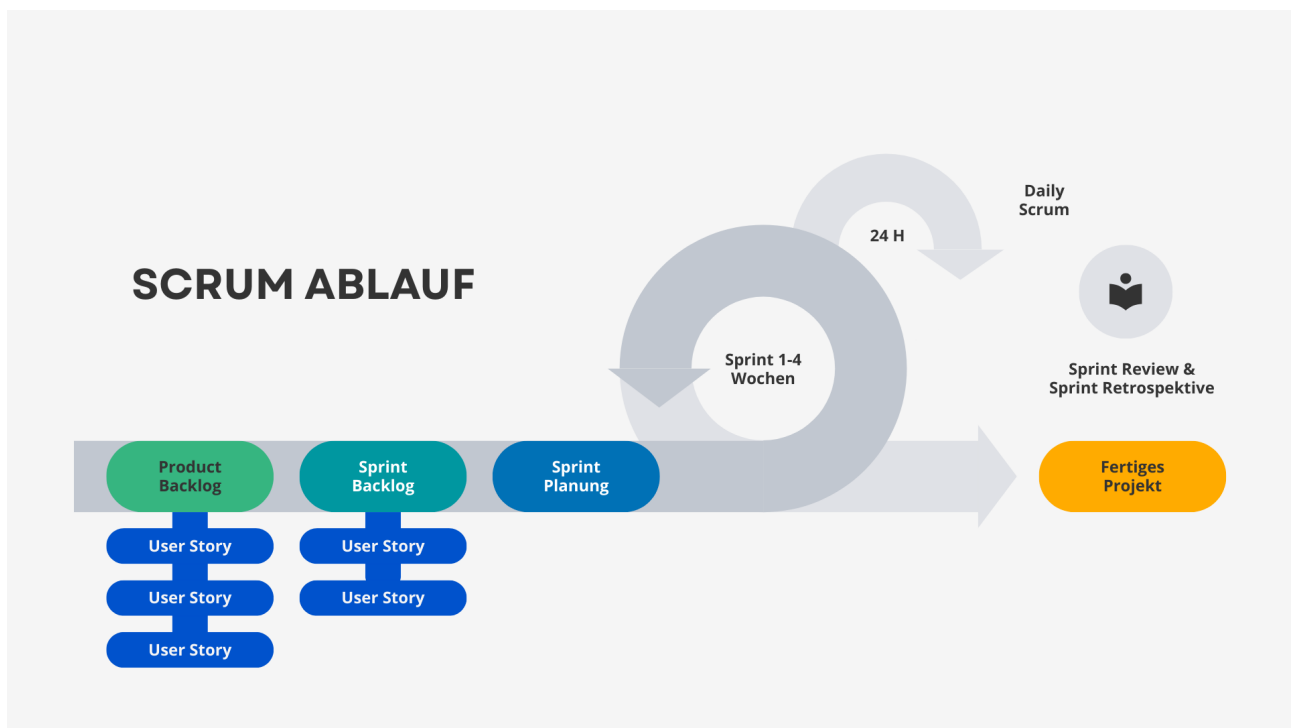 SCRUM ABLAUF
Daily
Scrum
24 H
Sprint 1-4
Wochen
Sprint Review &
Sprint Retrospektive
Product
Backlog
Sprint
Backlog
Sprint
Planung
Fertiges
Projekt
User Story
User Story
User Story
User Story
User Story